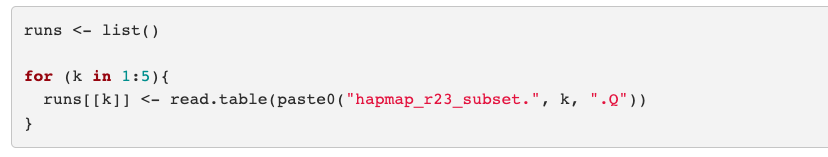 runs <- list()
for (k in 1:5){
  runs[[k]] <- read.table(paste0("hapmap_r23_subset.", k, ".Q"))
}